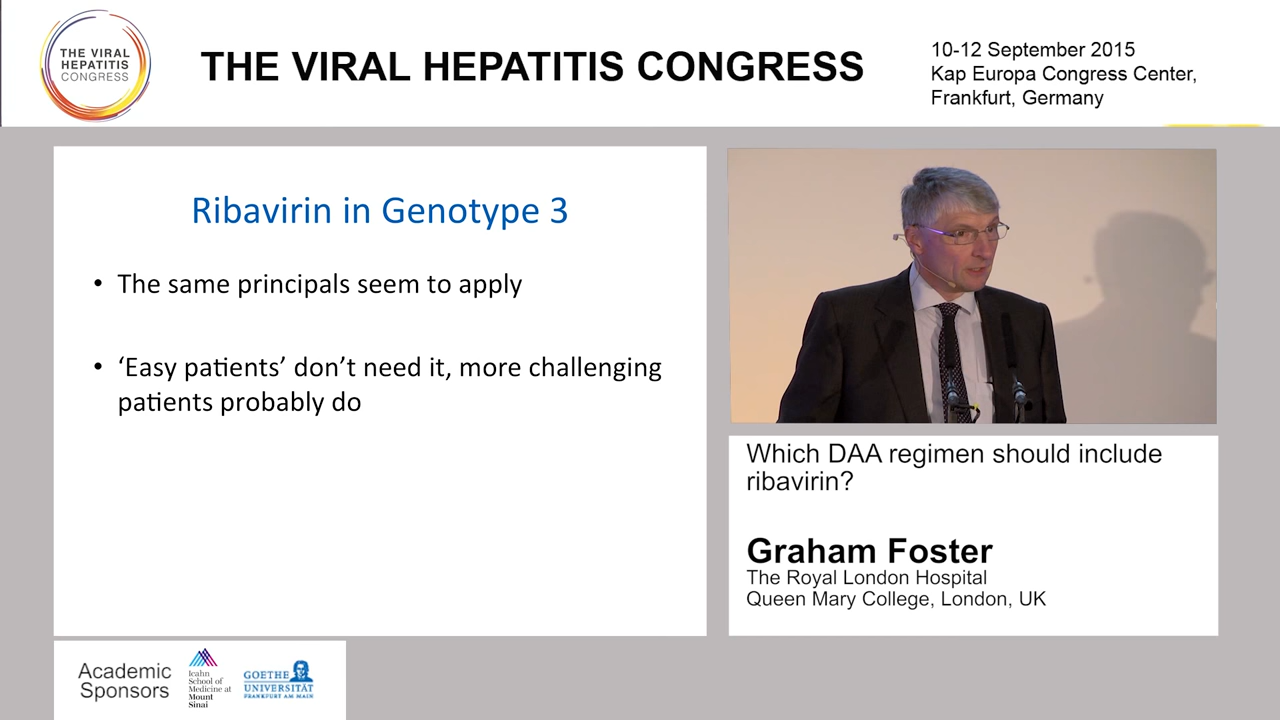 THE VIRAL
HEPATITIS
CONGRESS
THE VIRAL HEPATITIS CONGRESS
10-12 September 2015
Kap Europa Congress Center,
Frankfurt, Germany
Ribavirin in Genotype 3
• The same principals seem to apply
• ‘Easy patients’ don’t need it, more challenging
patients probably do
Which DAA regimen should include
ribavirin?
Graham Foster
The Royal London Hospital
Queen Mary College, London, UK
Academic
Sponsors
Icahn
School of
Medicine at
Mount
Sinai
GOETHE
UNIVERSITÄT
FRANKFURT AM MAIN